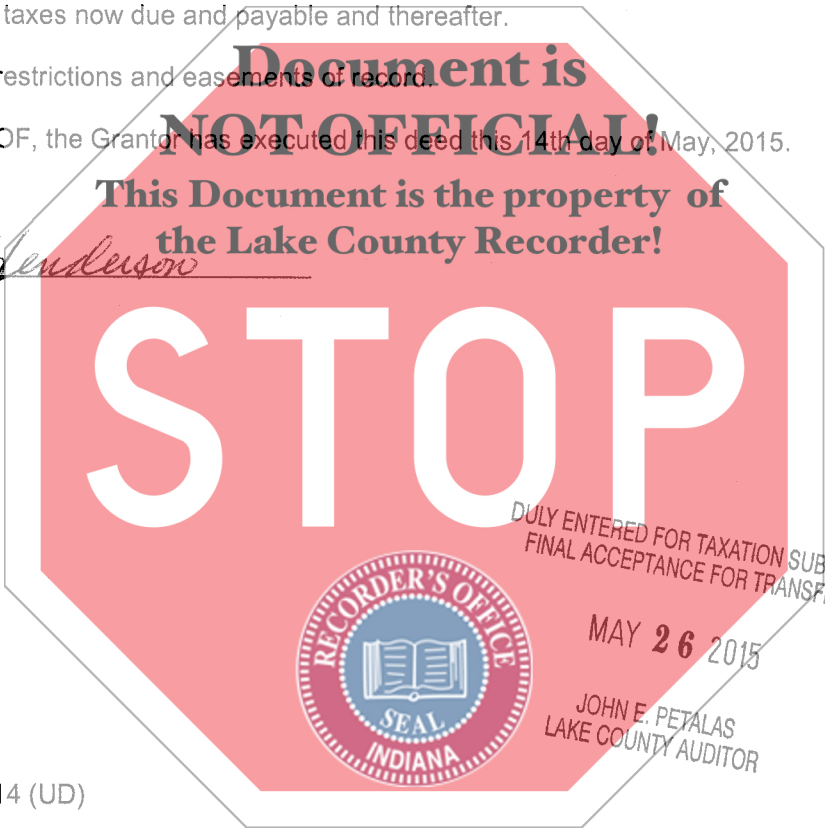 taxes now due and payable and thereafter.
Document is
estrictions and easements of record.
NOT OFFICIAL!
OF, the Grantor has executed this deed this 14th day of May, 2015.
This Document is the property of
the Lake County Recorder!
Henderson
STOP
DULY ENTERED FOR TAXATION SUB
FINAL ACCEPTANCE FOR TRANSF
RECORDER'S OFFICE
MAY 26 2015
SEAL
INDIANA
JOHN E. PETALAS
LAKE COUNTY AUDITOR
4 (UD)